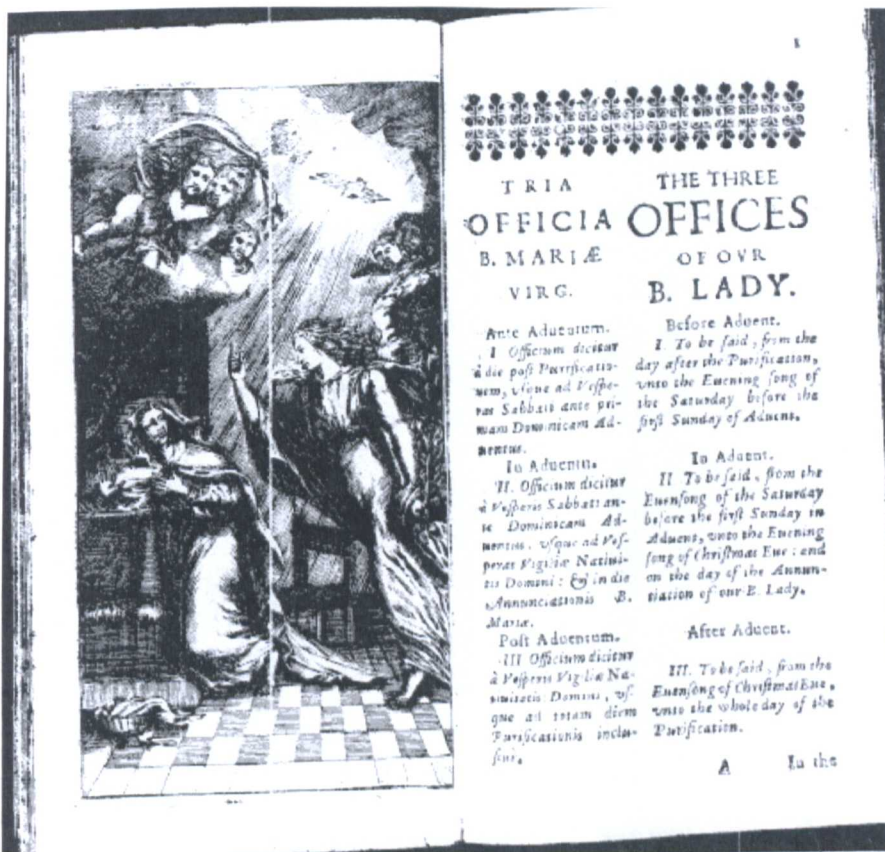 1
TRIA
OFFICIA
B. MARIÆ
VIRG.
Ante Aduentum.
I Officium dicitur
à die post Purificatio-
nem, vsque ad Vespe-
ras Sabbati ante pri-
mam Dominicam Ad-
uentus.
In Aduentu.
II. Officium dicitur
à Vesperis Sabbati an-
te Dominicam Ad-
uentus, vsque ad Ves-
peras Vigiliæ Natiui-
tis Domini: & in die
Annunciationis B.
Mariæ.
Post Aduentum.
III Officium dicitur
à Vesperis Vigiliæ Na-
tiuitatis Domini, vs-
que ad totam diem
Purificationis inclu-
siue.
THE THREE
OFFICES
OF OVR
B. LADY.
Before Aduent.
I. To be said, from the
day after the Purification,
vnto the Euening song of
the Saturday before the
first Sunday of Aduent.
In Aduent.
II To be said, from the
Euensong of the Saturday
before the first Sunday in
Aduent, vnto the Euening
song of Christmas Eue: and
on the day of the Annun-
tiation of our B. Lady.
After Aduent.
III. To be said, from the
Euensong of Christmas Eue,
vnto the whole day of the
Purification.
A In the